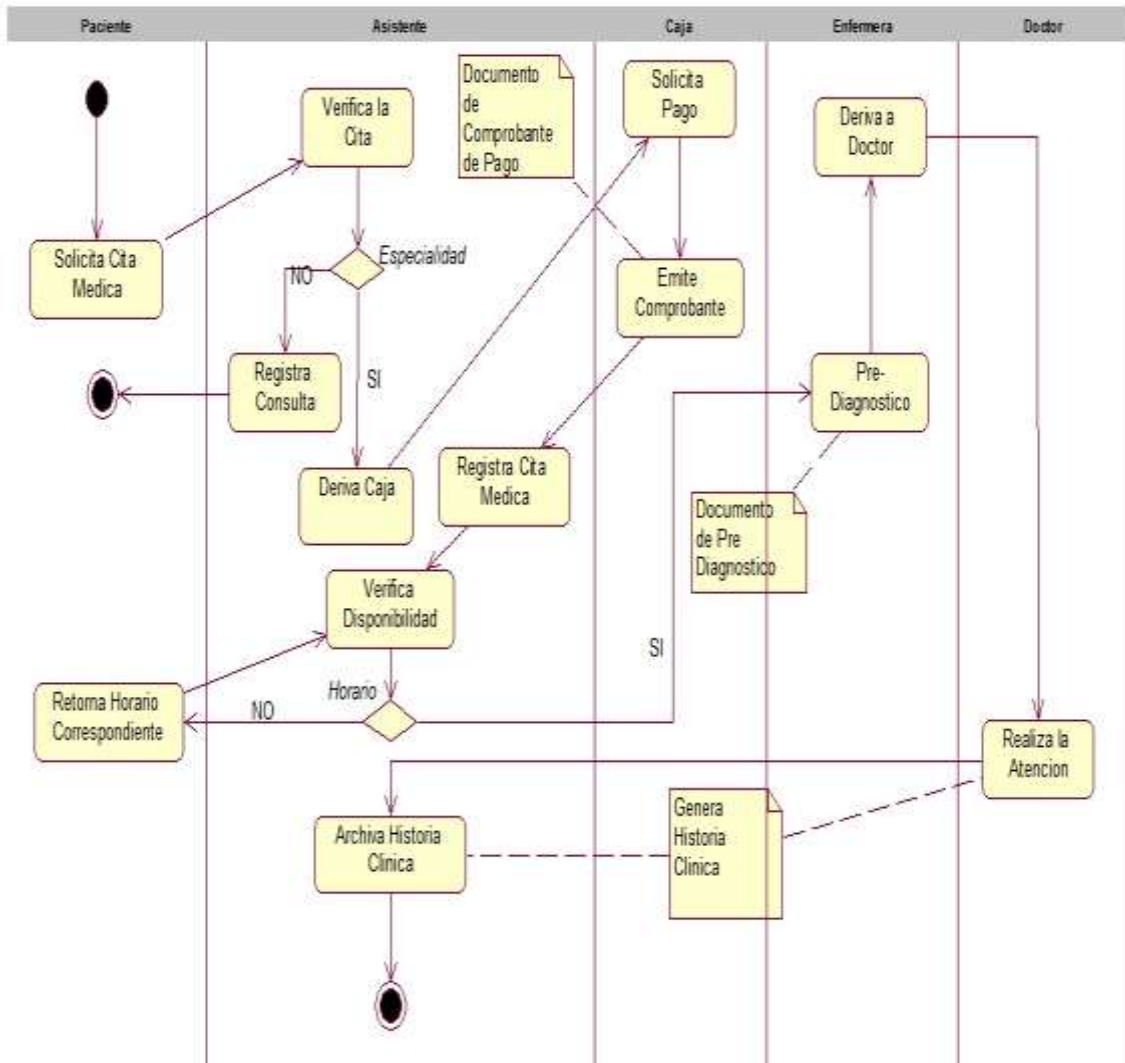 Paciente
Asistente
Caja
Enfermera
Doctor
Documento
de
Comprobante
de Pago
Solicita
Pago
Verifica la
Cita
Deriva a
Doctor
Solicita Cita
Medica
Especialidad
NO
Emite
Comprobante
Registra
Consulta
SI
Pre-
Diagnostico
Deriva Caja
Registra Cita
Medica
Documento
de Pre
Diagnostico
Verifica
Disponibilidad
SI
Horario
NO
Retorna Horario
Correspondiente
Realiza la
Atencion
Archiva Historia
Clinica
Genera
Historia
Clinica